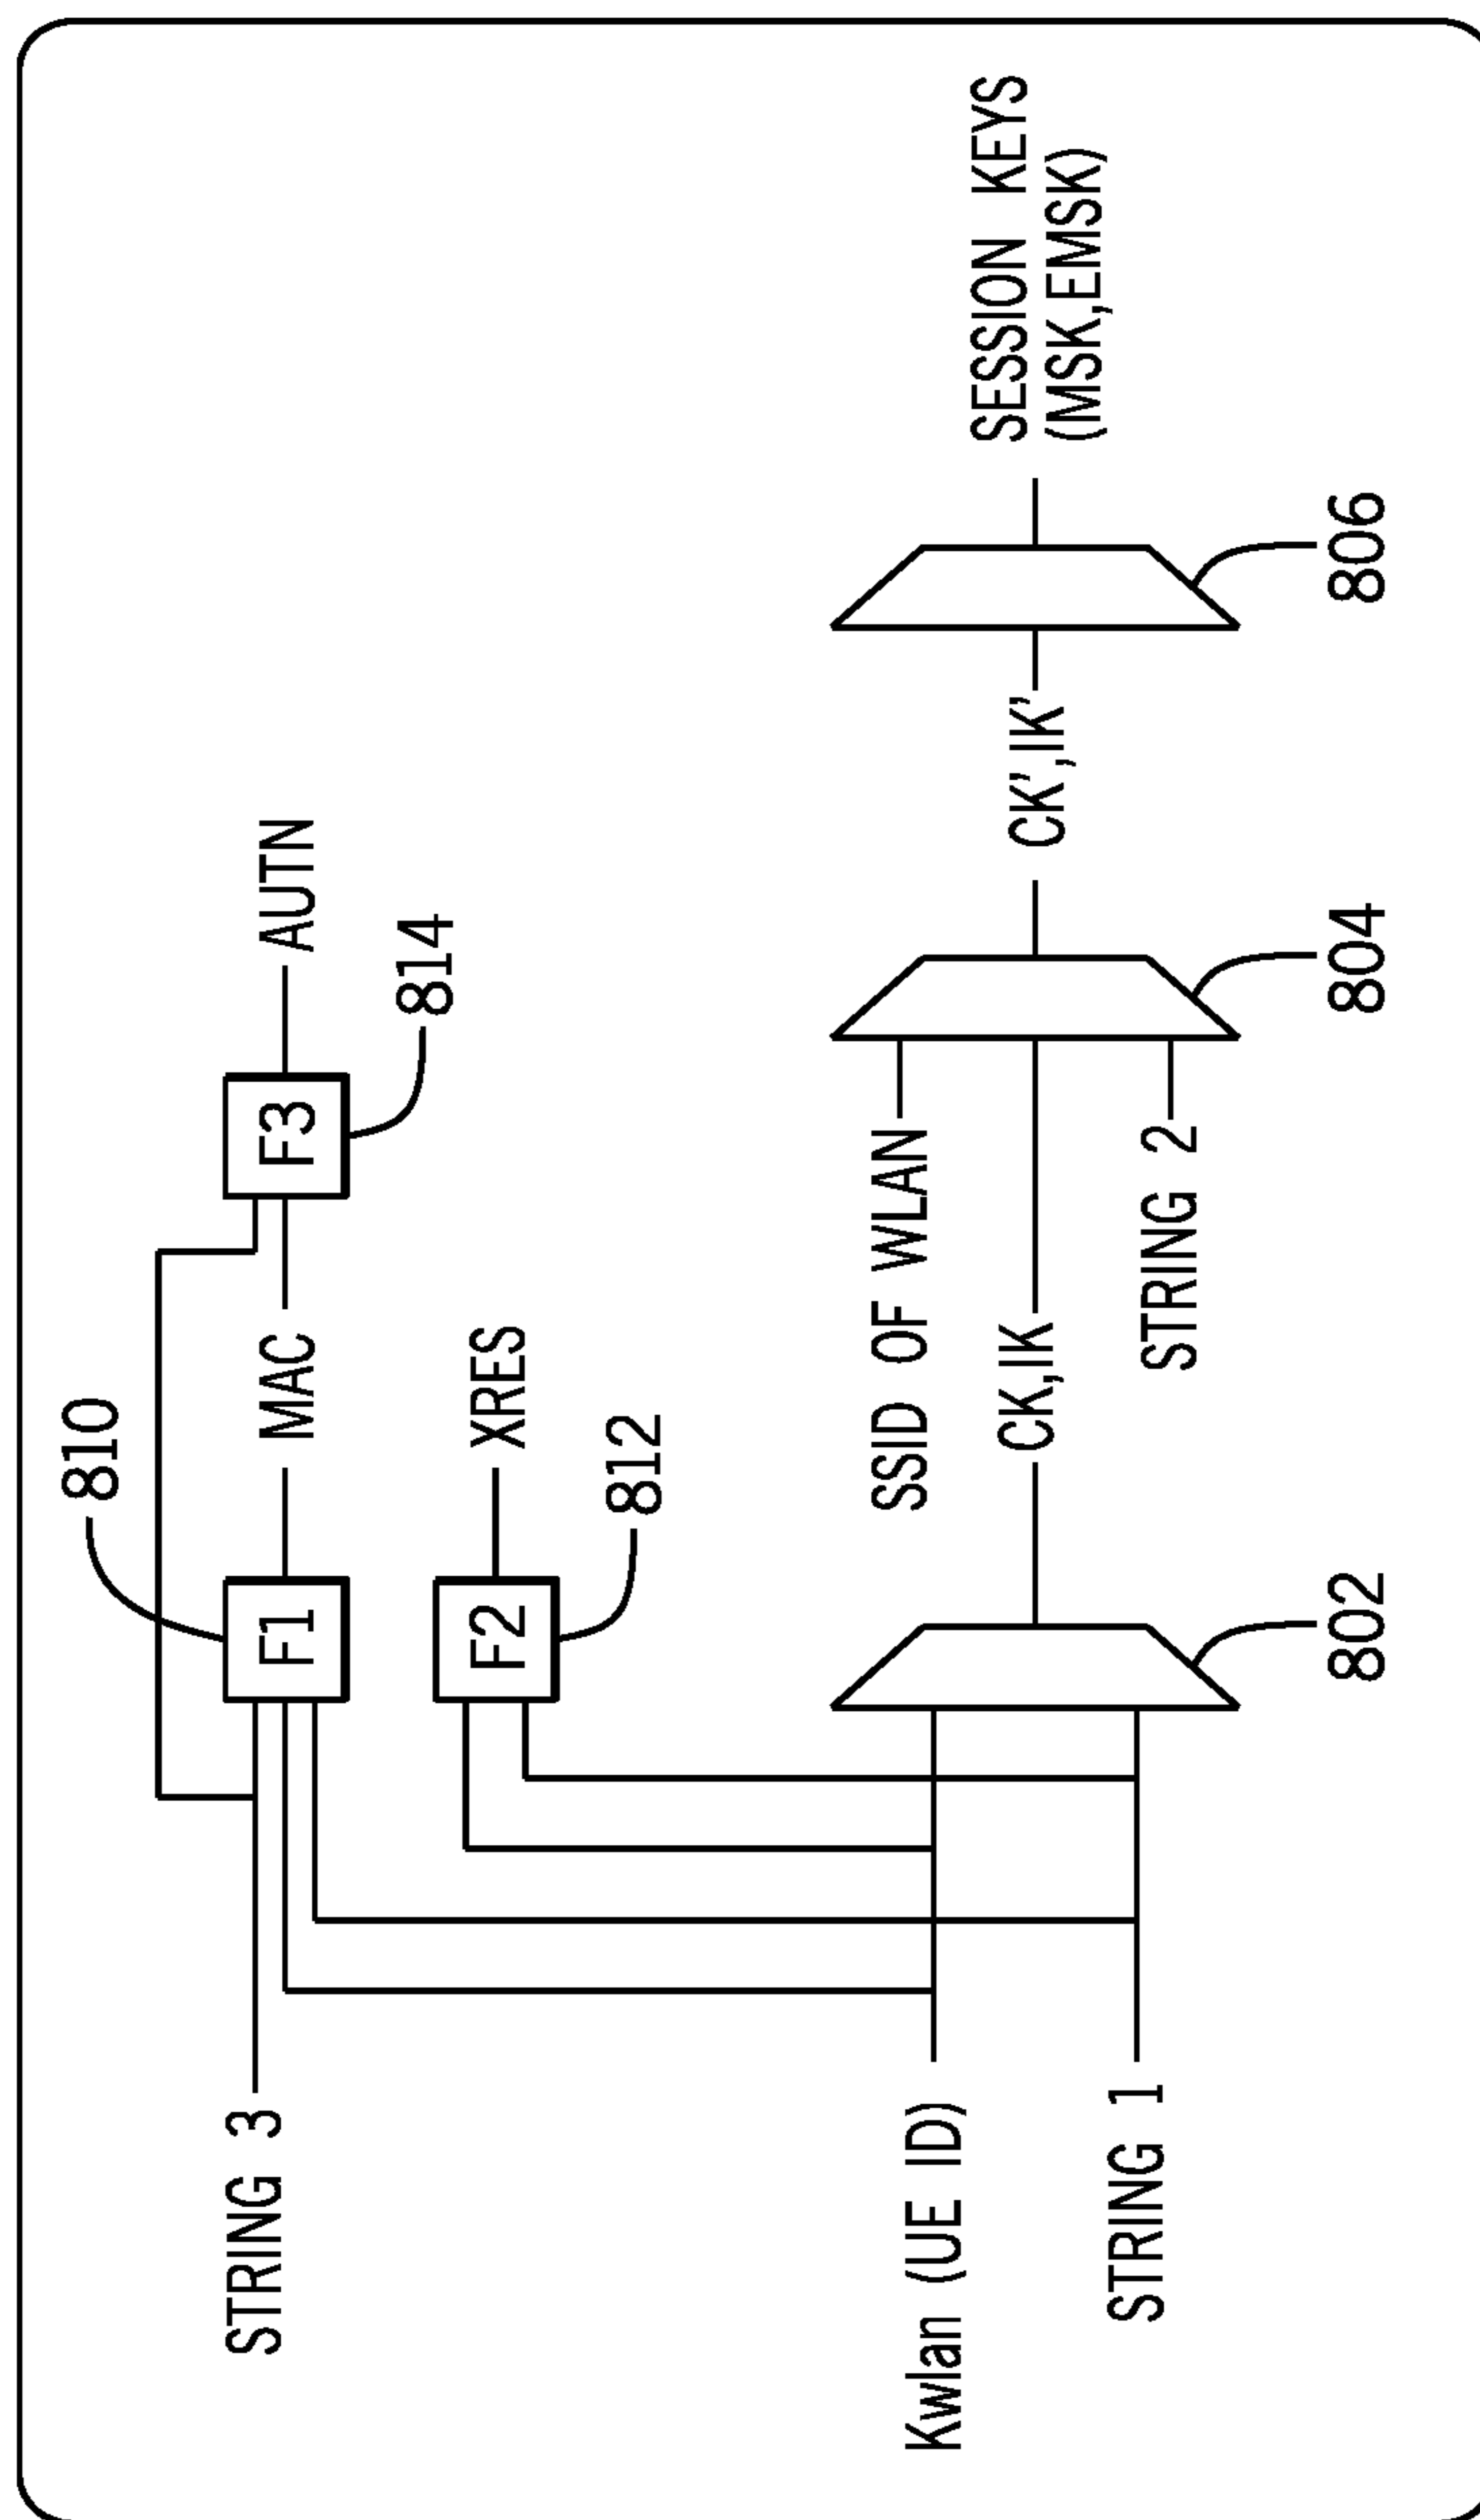 810
AUTN
STRING 3
F1
MAC
F3
814
F2
XRES
812
SSID OF WLAN
Kwlan (UE ID)
CK,IK
CK’,IK’
SESSION KEYS
(MSK,EMSK)
STRING 1
STRING 2
802
804
806